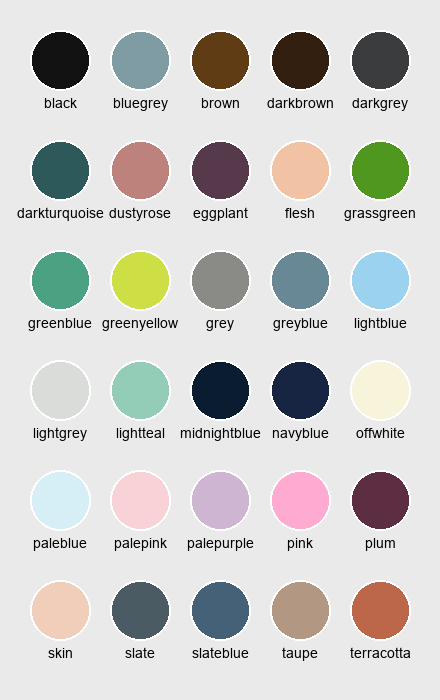 black bluegrey brown darkbrown darkgrey
darkturquoise dustyrose eggplant flesh grassgreen
greenblue greenyellow grey greyblue lightblue
lightgrey lightteal midnightblue navyblue offwhite
paleblue palepink palepurple pink plum
skin slate slateblue taupe terracotta